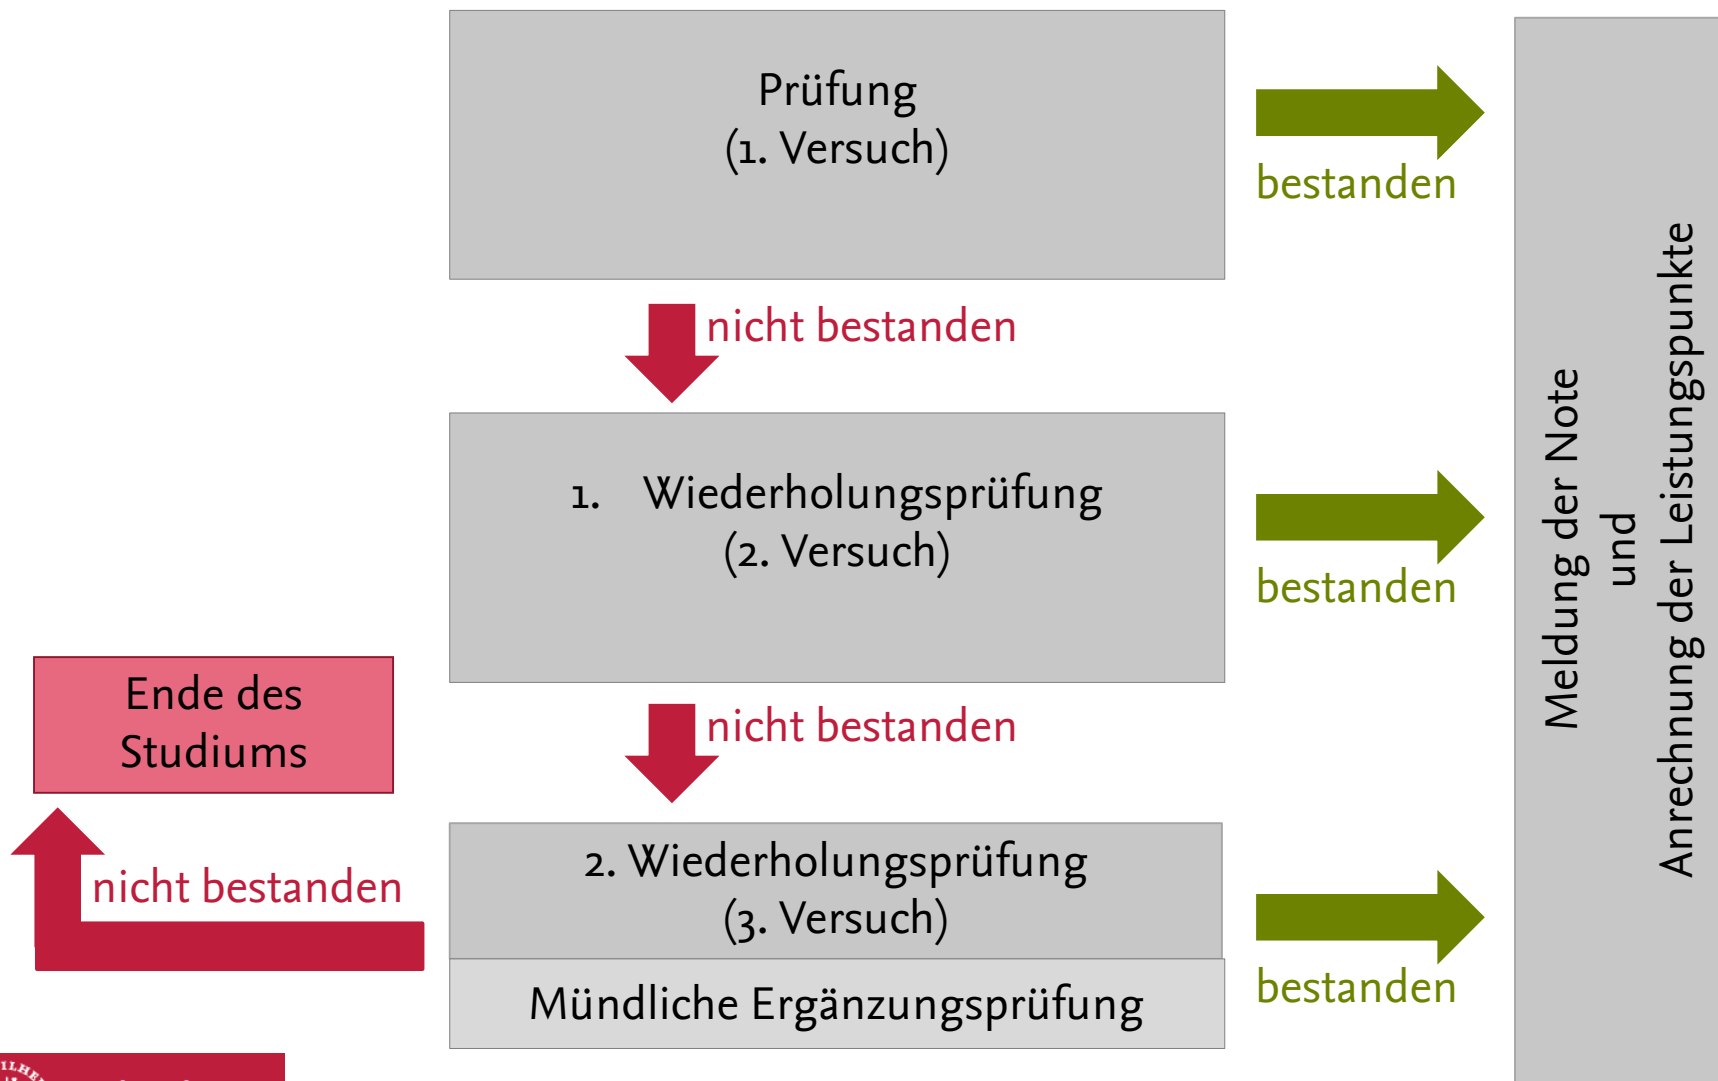 Prüfung
(1. Versuch)
bestanden
nicht bestanden
1. Wiederholungsprüfung
(2. Versuch)
bestanden
nicht bestanden
Ende des
Studiums
nicht bestanden
2. Wiederholungsprüfung
(3. Versuch)
Mündliche Ergänzungsprüfung
bestanden
Meldung der Note
und
Anrechnung der Leistungspunkte